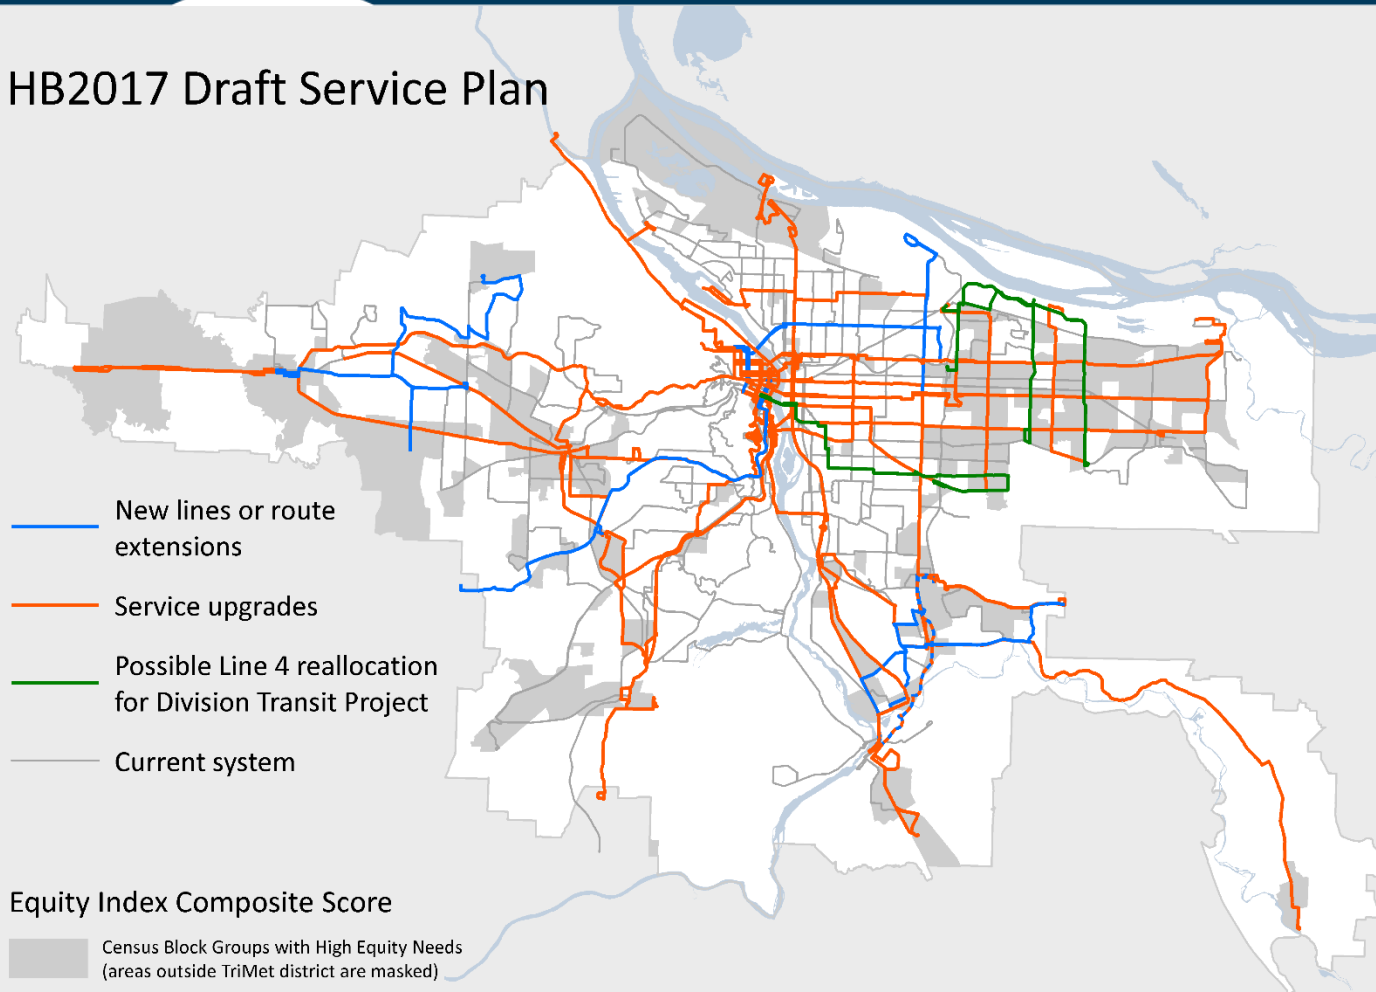 HB2017 Draft Service Plan
New lines or route
extensions
Service upgrades
Possible Line 4 reallocation
for Division Transit Project
Current system
Equity Index Composite Score
Census Block Groups with High Equity Needs
(areas outside TriMet district are masked)